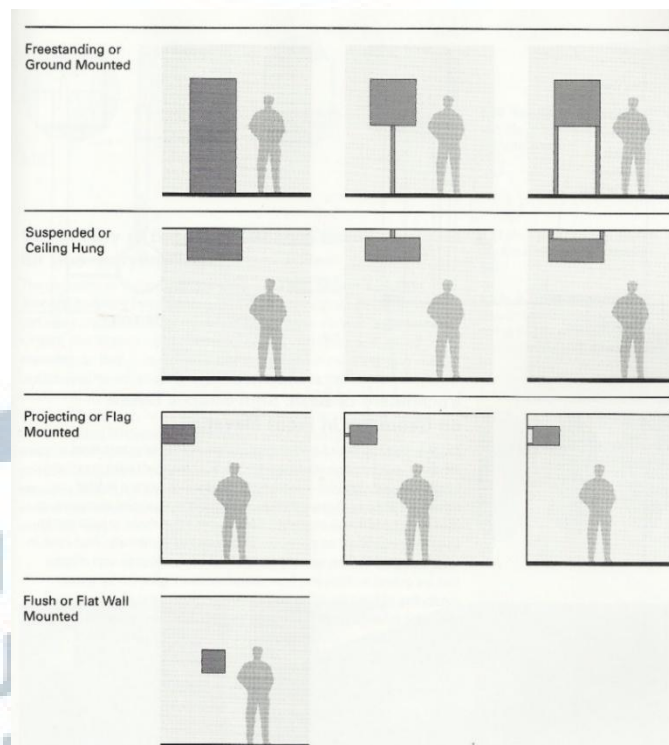 Freestanding or
Ground Mounted
Suspended or
Ceiling Hung
Projecting or Flag
Mounted
Flush or Flat Wall
Mounted